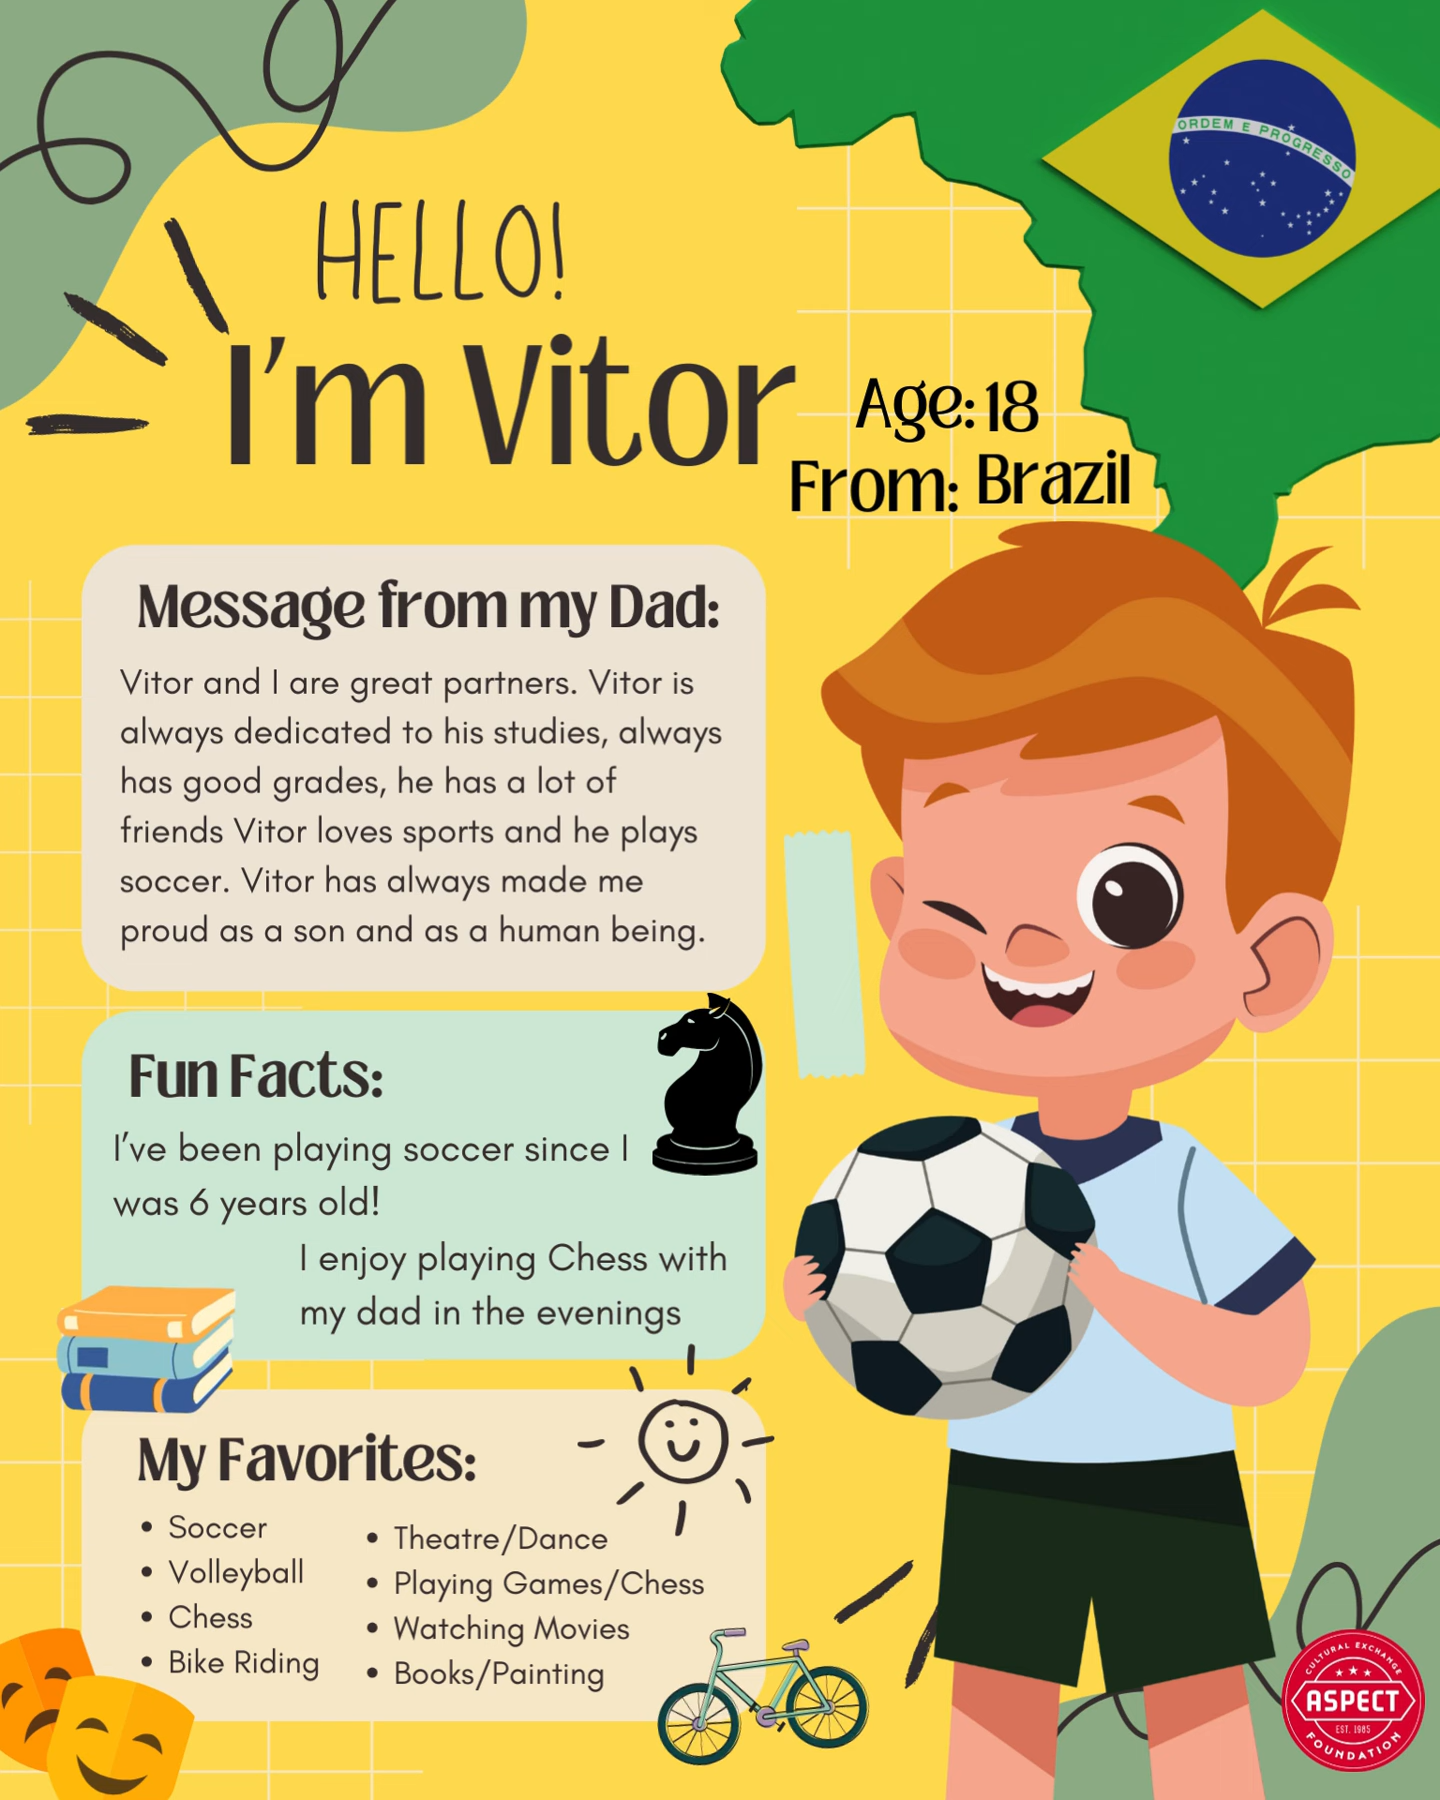 ORDEM E PROGRESSO
HELLO!
I'm Vitor
Age: 18
From: Brazil
Message from my Dad:
Vitor and I are great partners. Vitor is
always dedicated to his studies, always
has good grades, he has a lot of
friends Vitor loves sports and he plays
soccer. Vitor has always made me
proud as a son and as a human being.
Fun Facts:
I've been playing soccer since I
was 6 years old!
I enjoy playing Chess with
my dad in the evenings
My Favorites:
• Soccer
• Volleyball
• Chess
• Bike Riding
• Theatre/Dance
• Playing Games/Chess
• Watching Movies
• Books/Painting
CULTURAL EXCHANGE
ASPECT
EST. 1985
FOUNDATION